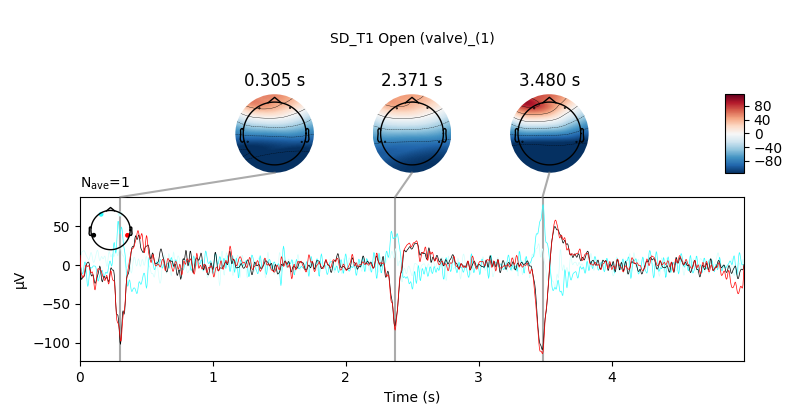 SD_T1 Open (valve)_(1)
0.305 s 2.371 s 3.480 s
80
40
0
−40
−80
Nave=1
50
0
−50
−100
µV
0 1 2 3 4
Time (s)